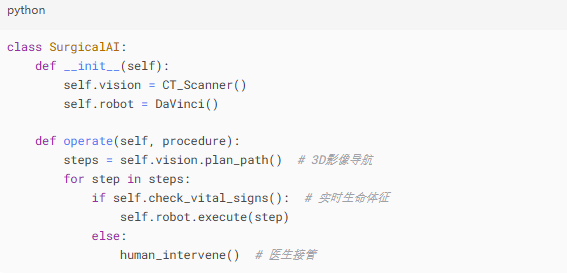 python
class SurgicalAI:
    def __init__(self):
        self.vision = CT_Scanner()
        self.robot = DaVinci()
    def operate(self, procedure):
        steps = self.vision.plan_path()  # 3D影像导航
        for step in steps:
            if self.check_vital_signs():  # 实时生命体征
                self.robot.execute(step)
            else:
                human_intervene()  # 医生接管